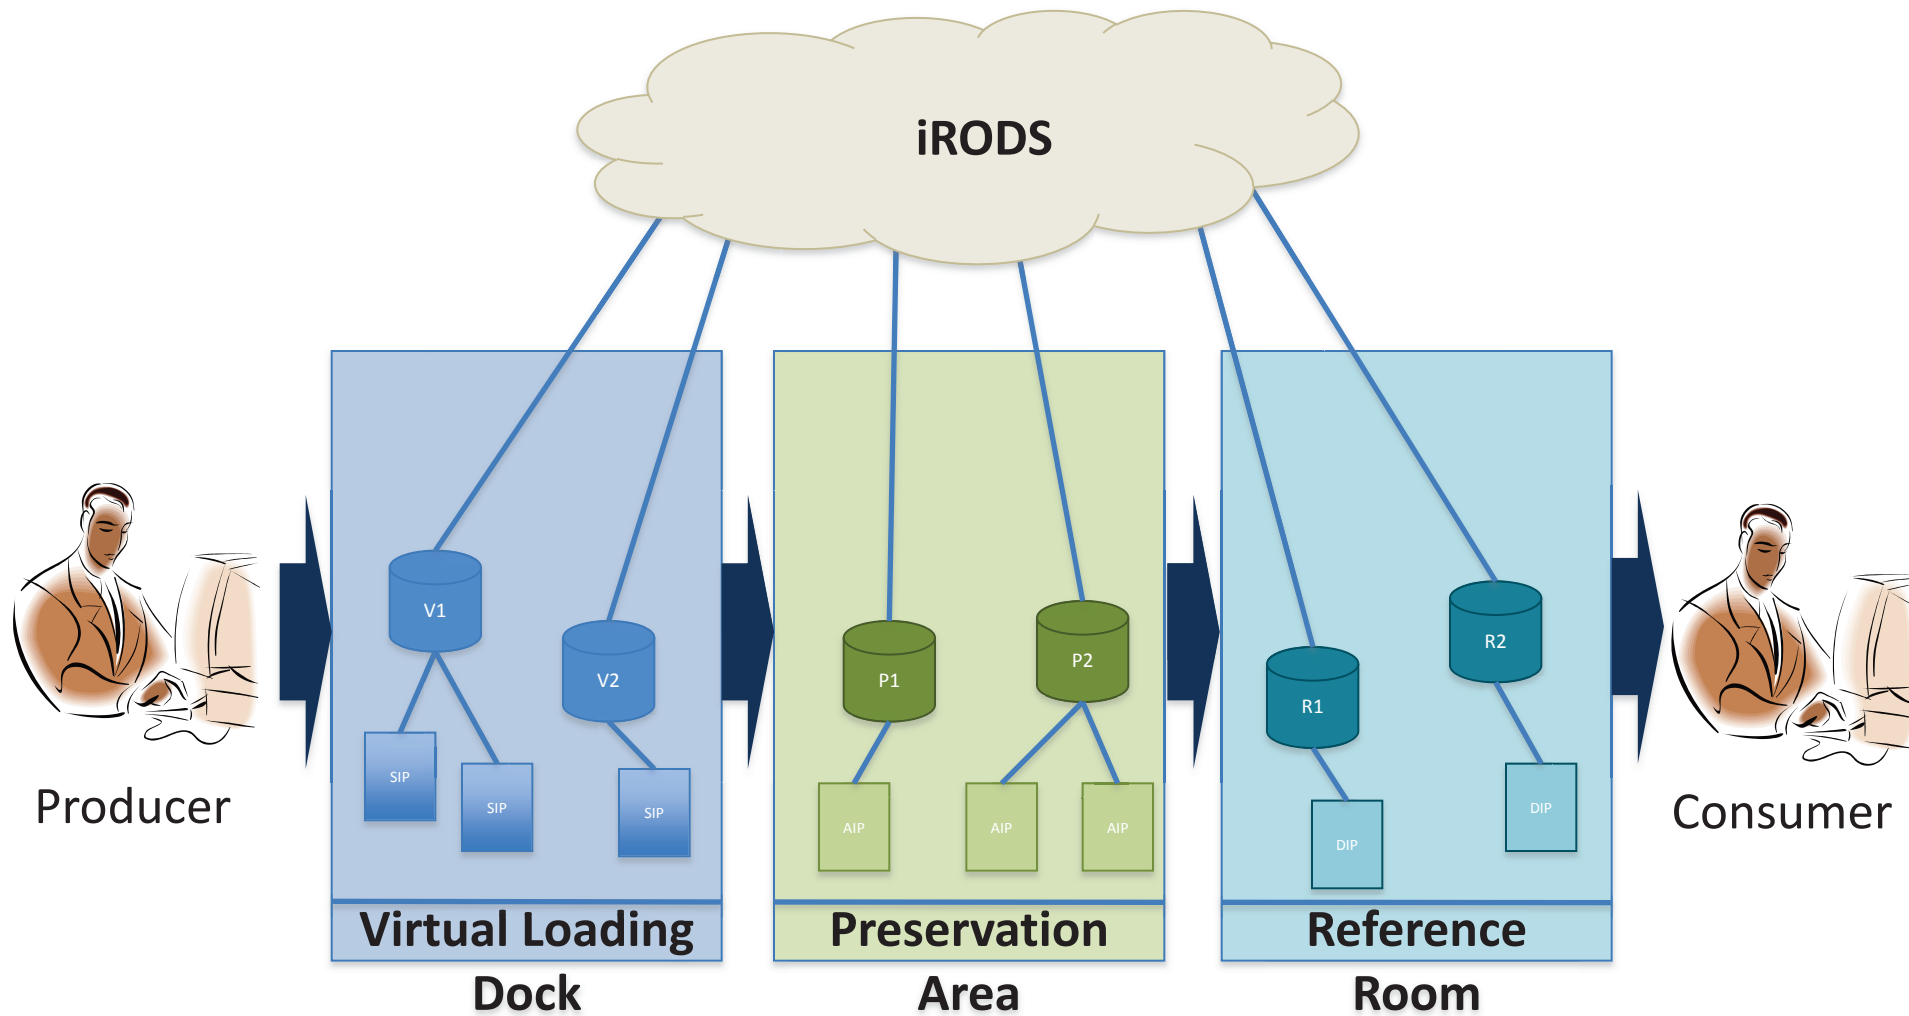 iRODS
V1
V2
P1
P2
R1
R2
SIP
SIP
SIP
AIP
AIP
AIP
DIP
DIP
Producer
Consumer
Virtual Loading
Dock
Preservation
Area
Reference
Room